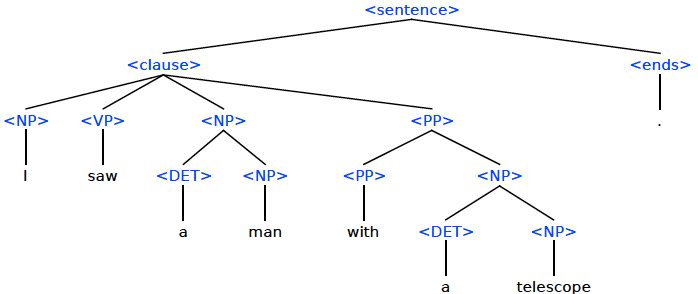 <sentence>
<clause> <ends>
<NP> <VP> <NP> <PP> .
I saw <DET> <NP> <PP> <NP>
a man with <DET> <NP>
a telescope